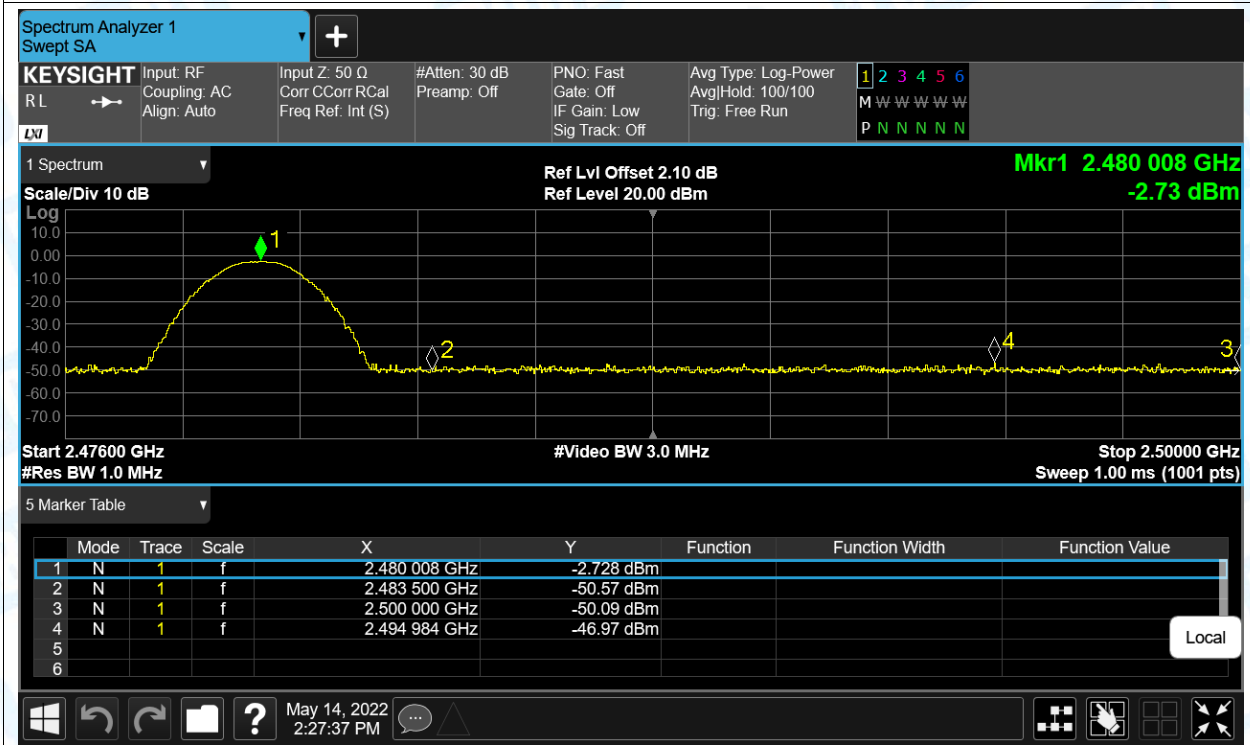 Spectrum Analyzer 1
Swept SA
KEYSIGHT
R L
LXI
Input: RF
Coupling: AC
Align: Auto
Input Z: 50 Ω
Corr CCorr RCal
Freq Ref: Int (S)
#Atten: 30 dB
Preamp: Off
PNO: Fast
Gate: Off
IF Gain: Low
Sig Track: Off
Avg Type: Log-Power
Avg|Hold: 100/100
Trig: Free Run
1 2 3 4 5 6
M W W W W W
P N N N N N
1 Spectrum
Scale/Div 10 dB
Ref Lvl Offset 2.10 dB
Ref Level 20.00 dBm
Mkr1 2.480 008 GHz
-2.73 dBm
Log
10.0
0.00
-10.0
-20.0
-30.0
-40.0
-50.0
-60.0
-70.0
1
2
4
3
Start 2.47600 GHz
#Video BW 3.0 MHz
Stop 2.50000 GHz
#Res BW 1.0 MHz
Sweep 1.00 ms (1001 pts)
5 Marker Table
Mode Trace Scale X Y Function Function Width Function Value
1 N 1 f 2.480 008 GHz -2.728 dBm
2 N 1 f 2.483 500 GHz -50.57 dBm
3 N 1 f 2.500 000 GHz -50.09 dBm
4 N 1 f 2.494 984 GHz -46.97 dBm
5
6
Local
?
May 14, 2022
2:27:37 PM